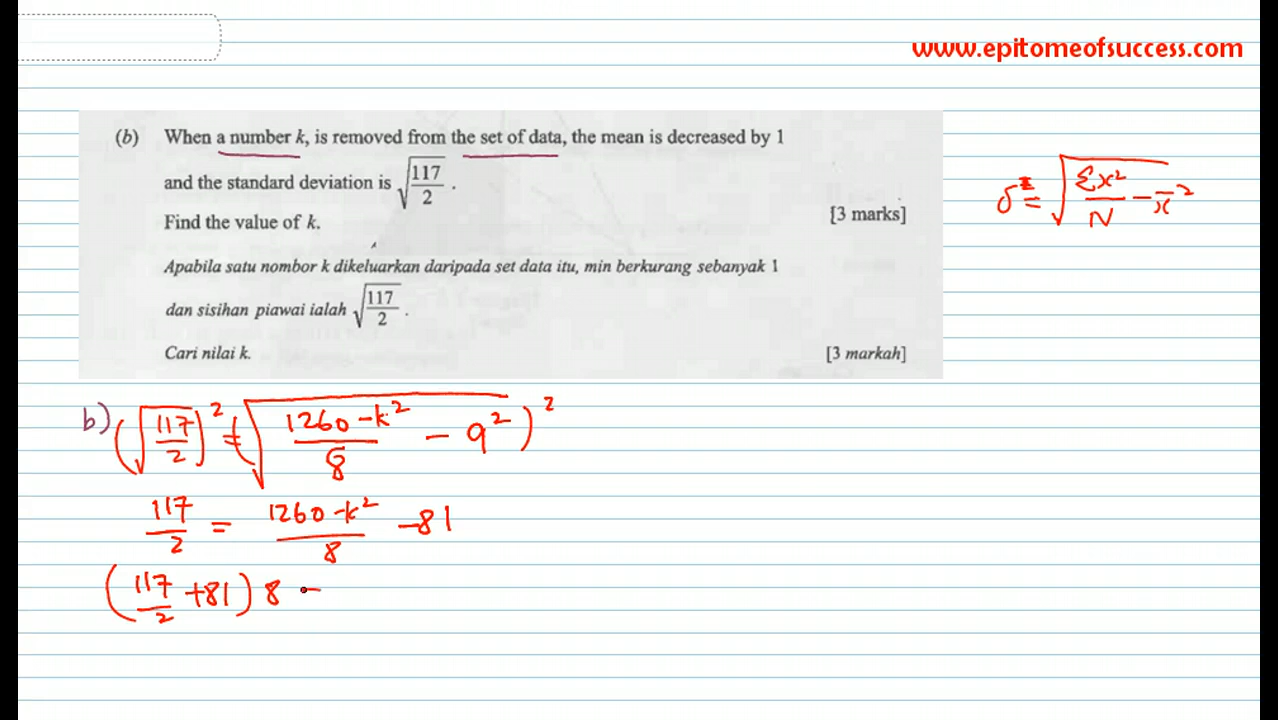 www.epitomeofsuccess.com
(b) When a number k, is removed from the set of data, the mean is decreased by 1
and the standard deviation is √(117/2) .
Find the value of k. [3 marks]
Apabila satu nombor k dikeluarkan daripada set data itu, min berkurang sebanyak 1
dan sisihan piawai ialah √(117/2) .
Cari nilai k. [3 markah]
σ = √(Σx²/N - x̄²)
b) (√(117/2))² = (√((1260 - k²)/8 - 9²))²
117/2 = (1260 - k²)/8 - 81
(117/2 + 81) 8 -